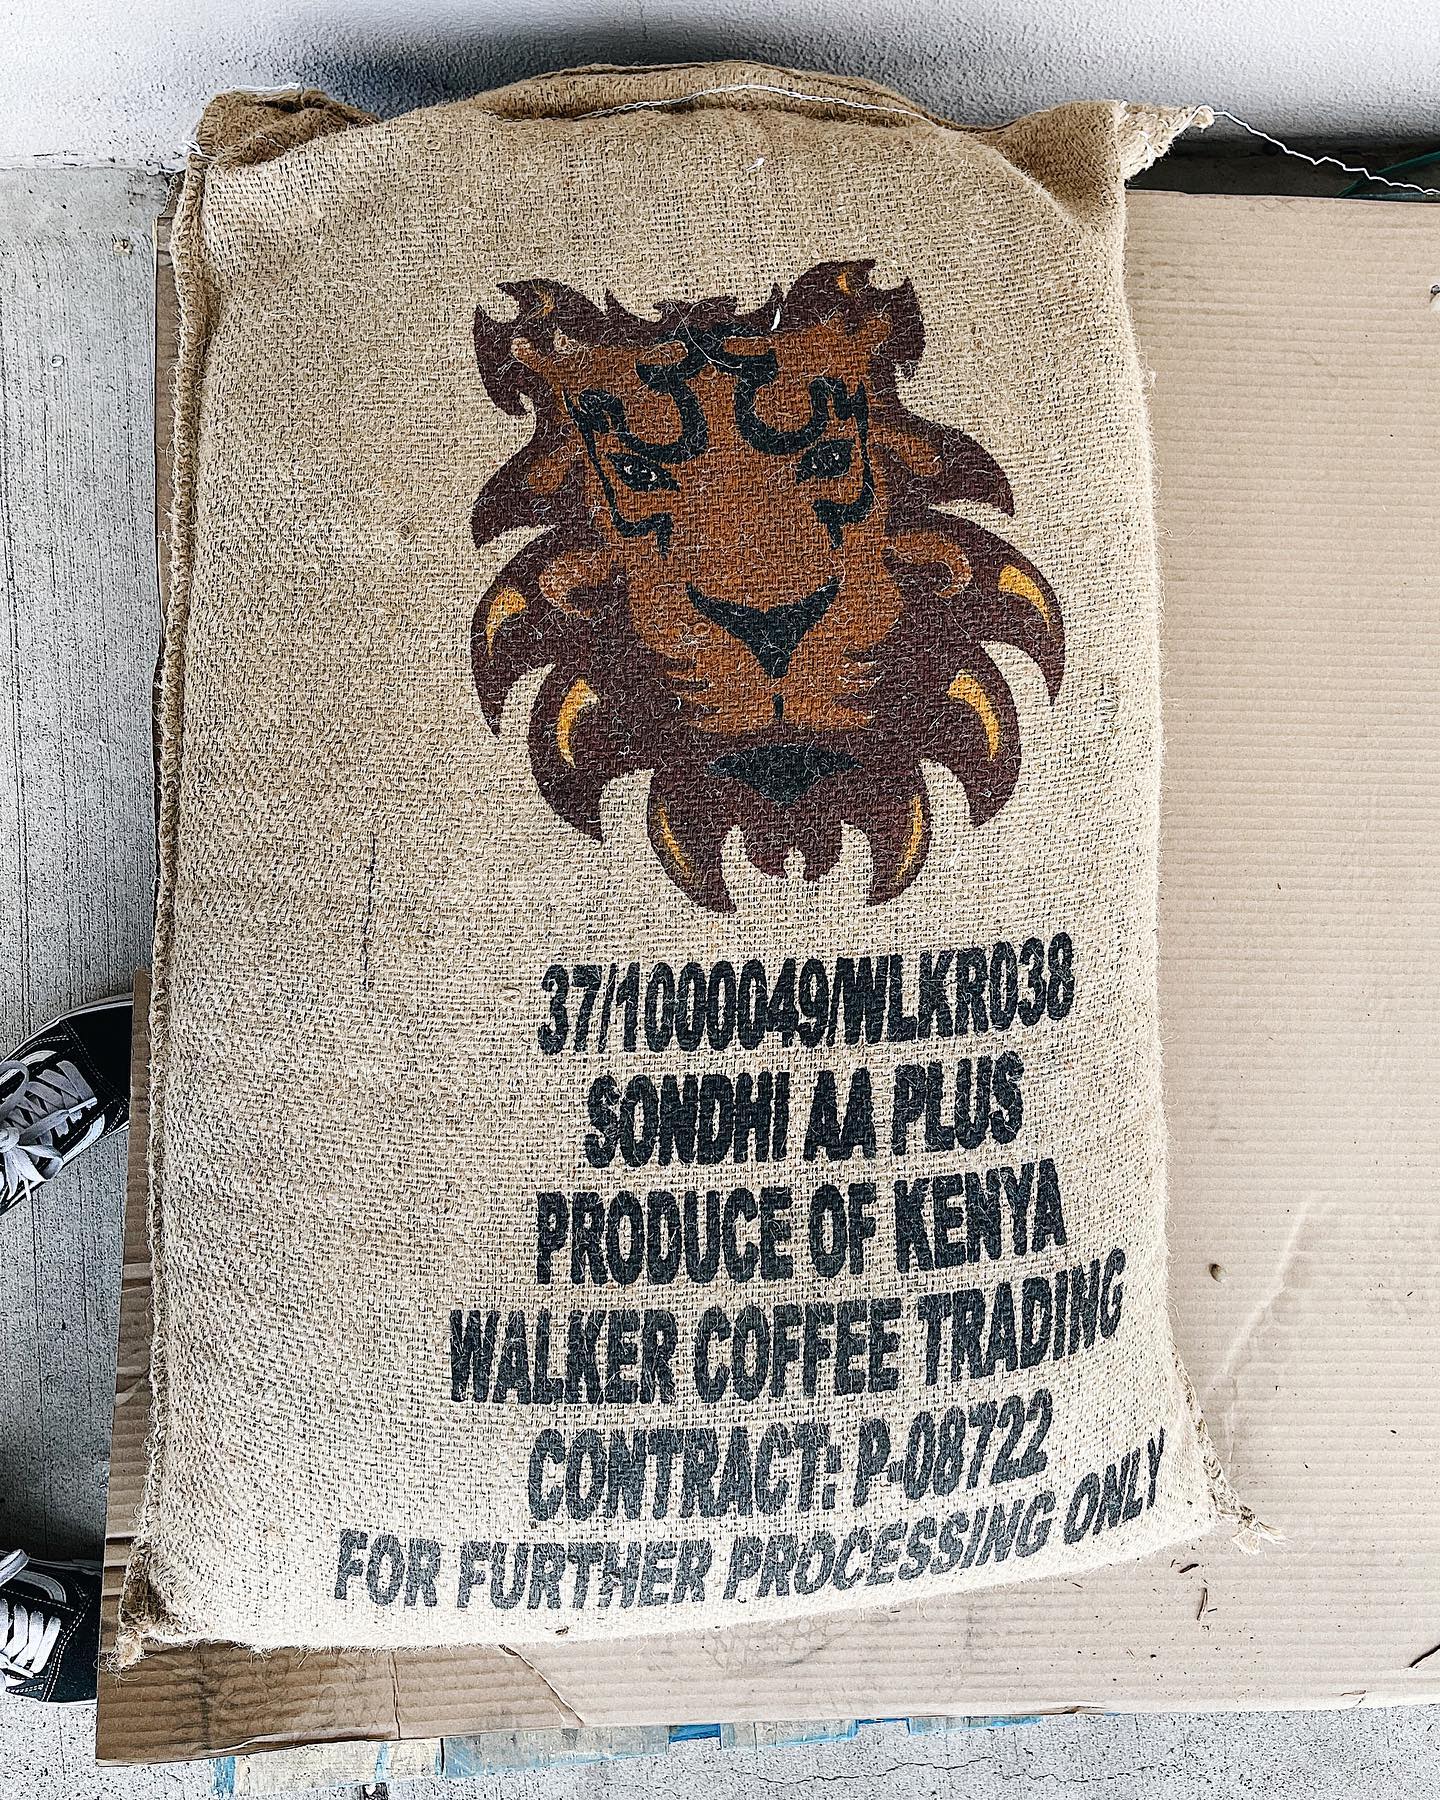 37/1000049/WLKR038
SONDHI AA PLUS
PRODUCE OF KENYA
WALKER COFFEE TRADING
CONTRACT: P-08722
FOR FURTHER PROCESSING ONLY